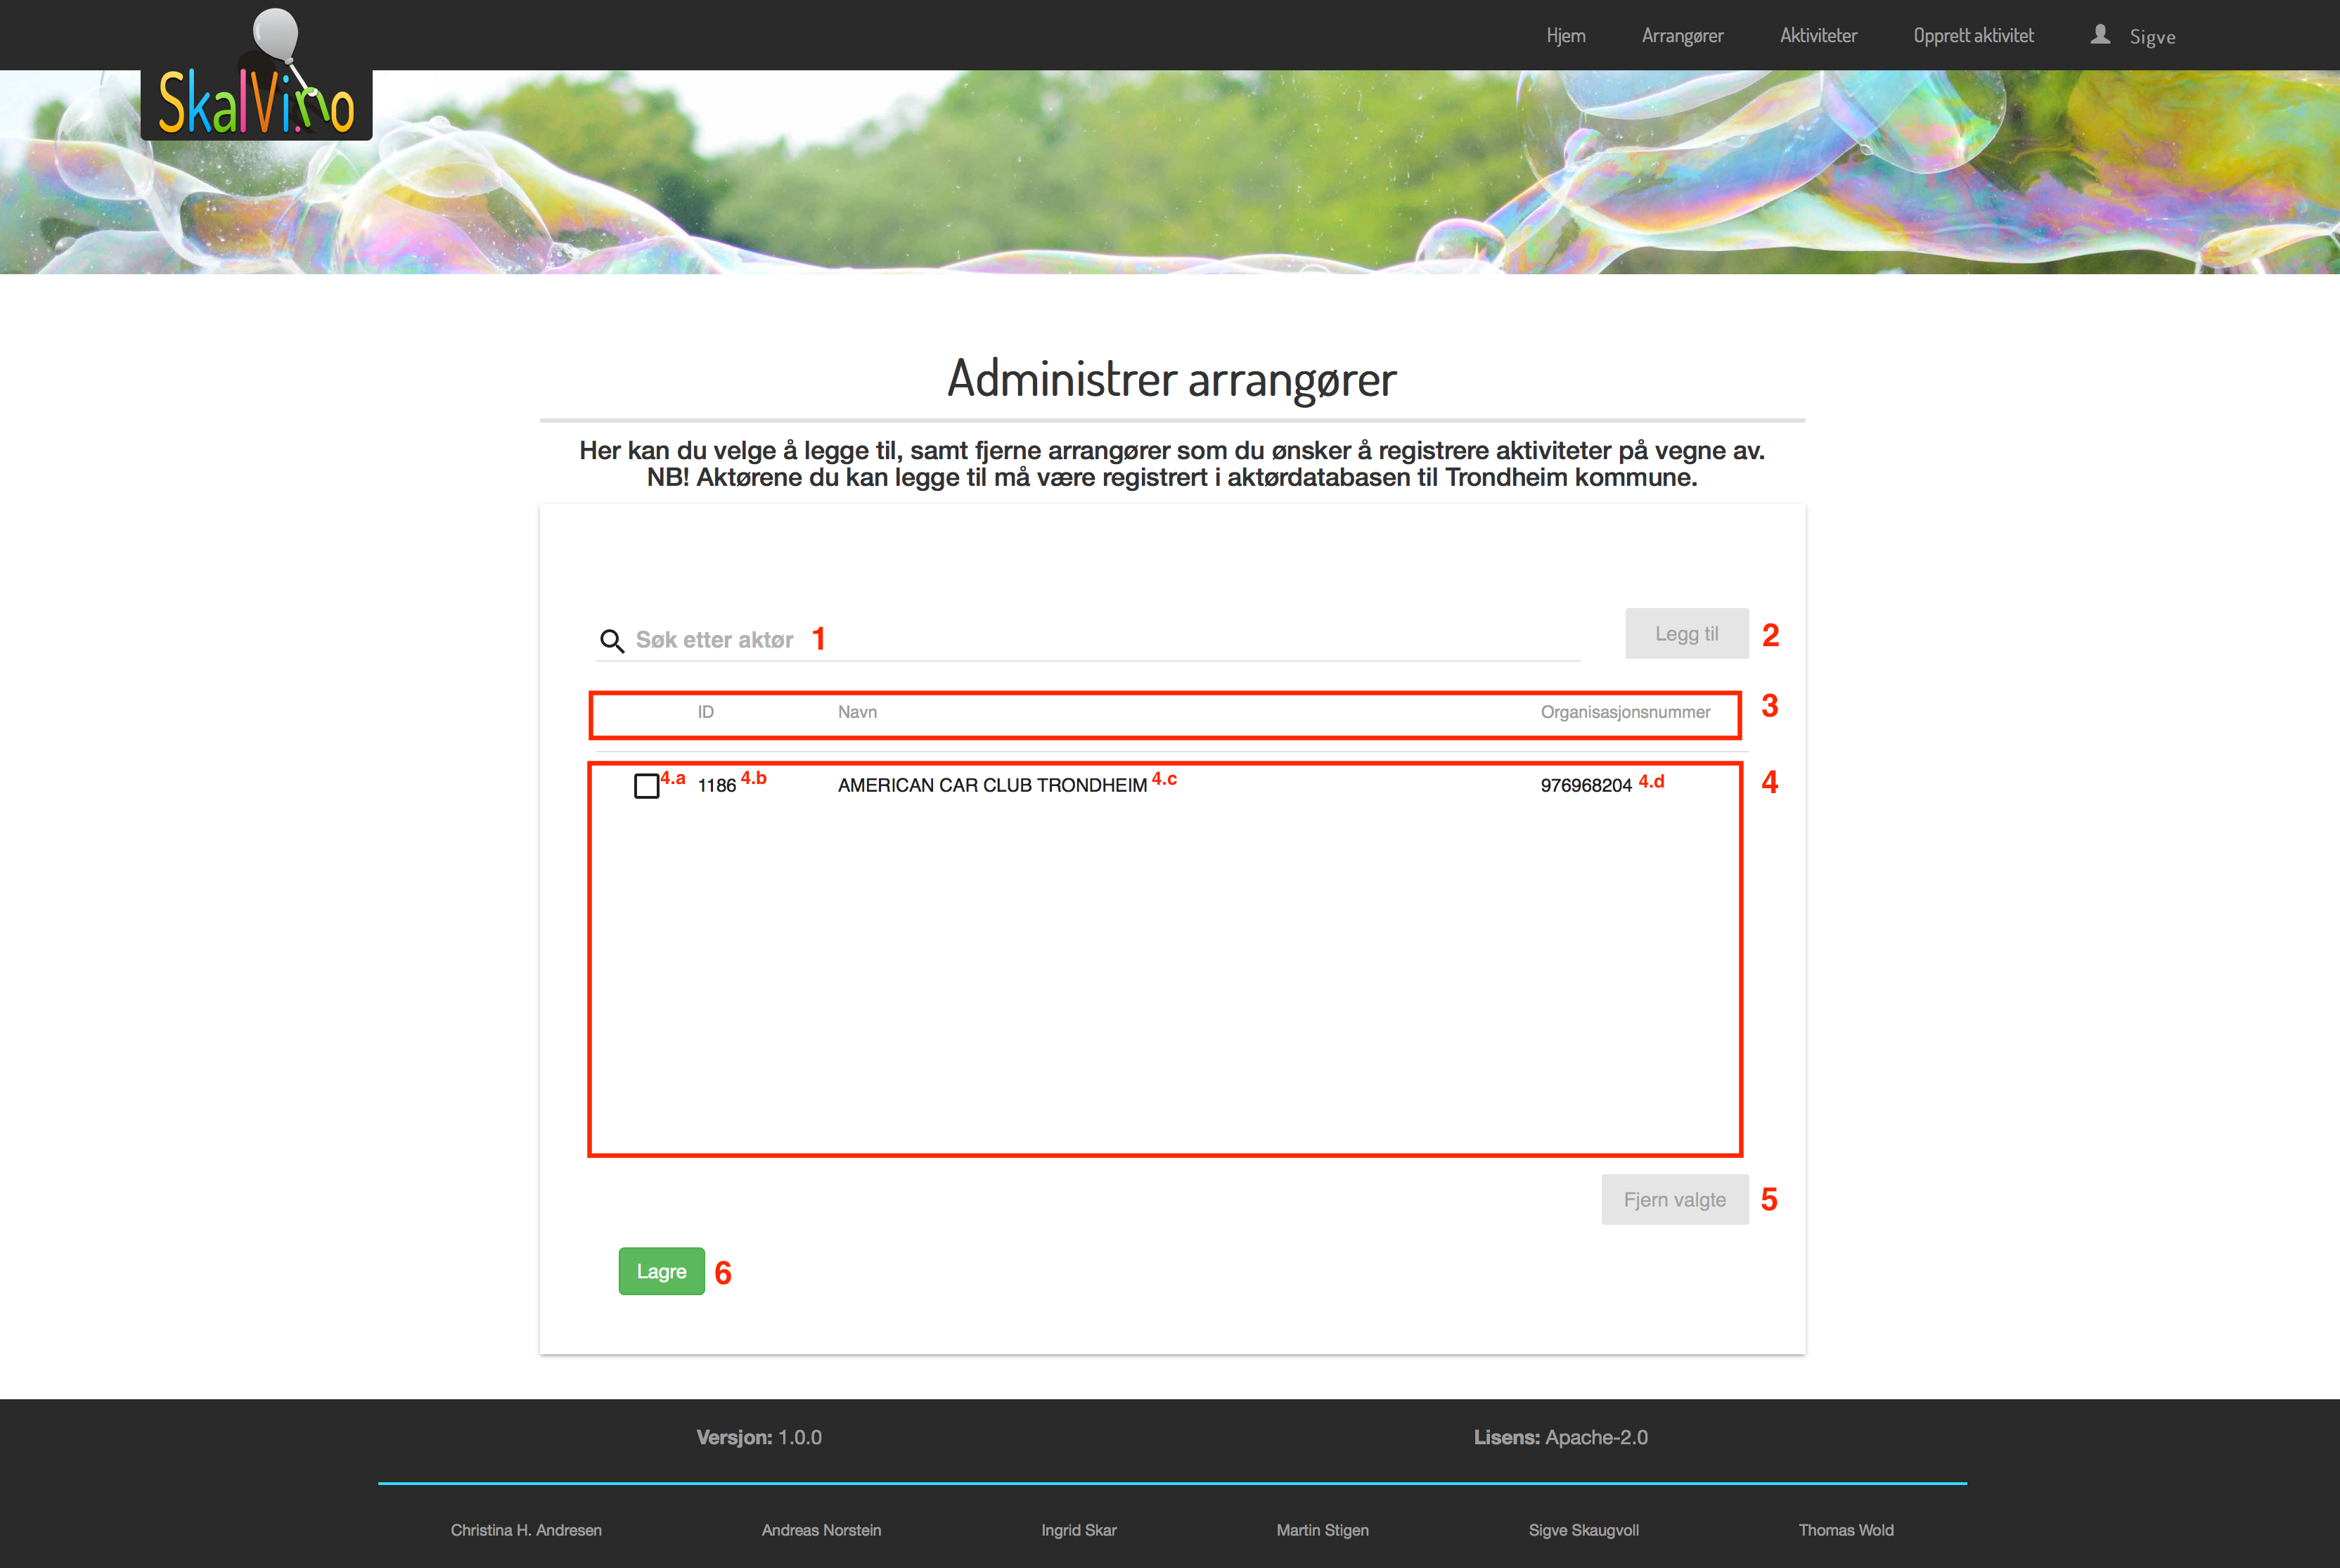 SkalVi.no
Hjem Arrangører Aktiviteter Opprett aktivitet Sigve
Administrer arrangører
Her kan du velge å legge til, samt fjerne arrangører som du ønsker å registrere aktiviteter på vegne av.
NB! Aktørene du kan legge til må være registrert i aktørdatabasen til Trondheim kommune.
Søk etter aktør 1 Legg til 2
ID Navn Organisasjonsnummer 3
4.a 1186 4.b AMERICAN CAR CLUB TRONDHEIM 4.c 976968204 4.d 4
Fjern valgte 5
Lagre 6
Versjon: 1.0.0 Lisens: Apache-2.0
Christina H. Andresen Andreas Norstein Ingrid Skar Martin Stigen Sigve Skaugvoll Thomas Wold